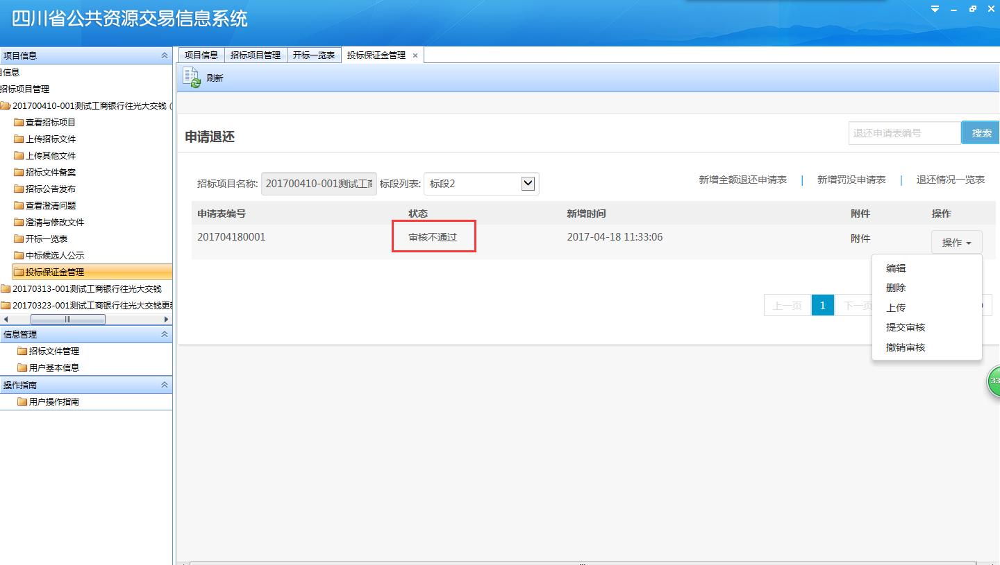 四川省公共资源交易信息系统
项目信息
信息
招标项目管理
201700410-001测试工商银行往光大交钱 (
查看招标项目
上传招标文件
上传其他文件
招标文件备案
招标公告发布
查看澄清问题
澄清与修改文件
开标一览表
中标候选人公示
投标保证金管理
20170313-001测试工商银行往光大交钱
20170323-001测试工商银行往光大交钱更
信息管理
招标文件管理
用户基本信息
操作指南
用户操作指南
项目信息 招标项目管理 开标一览表 投标保证金管理 ×
刷新
申请退还
退还申请表编号 搜索
招标项目名称: 201700410-001测试工 标段列表: 标段2
新增全额退还申请表 | 新增罚没申请表 | 退还情况一览表
申请表编号 状态 新增时间 附件 操作
201704180001 审核不通过 2017-04-18 11:33:06 附件 操作
编辑
删除
上传
提交审核
撤销审核
上一页 1 下一页
33